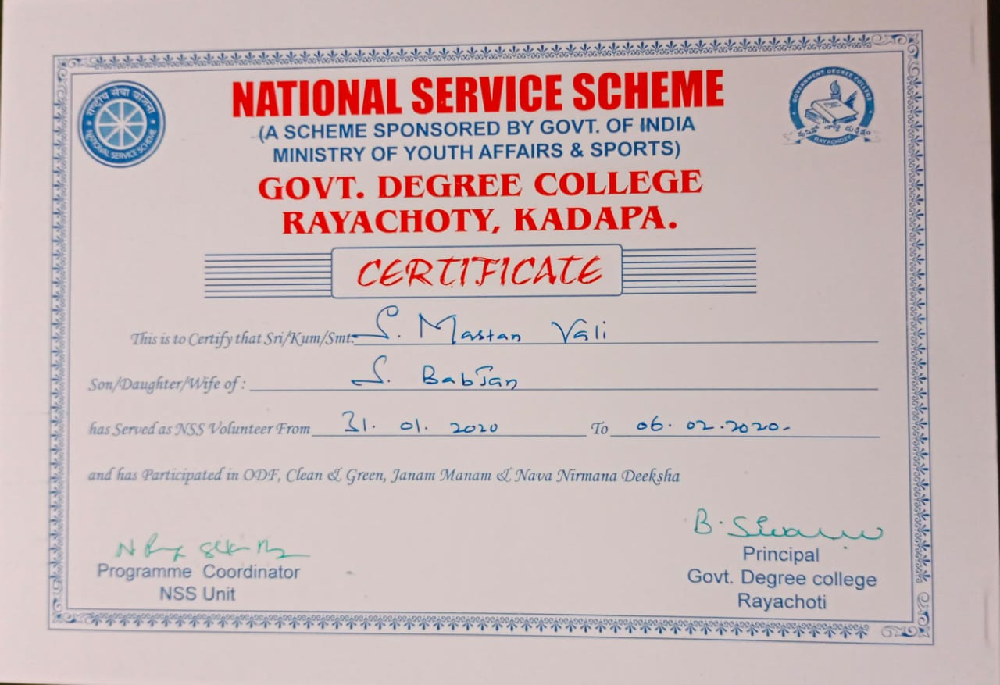 राष्ट्रीय सेवा योजना
NATIONAL SERVICE SCHEME
GOVERNMENT DEGREE COLLEGE
RAYACHOTY
NATIONAL SERVICE SCHEME
(A SCHEME SPONSORED BY GOVT. OF INDIA
MINISTRY OF YOUTH AFFAIRS & SPORTS)
GOVT. DEGREE COLLEGE
RAYACHOTY, KADAPA.
CERTIFICATE
This is to Certify that Sri/Kum/Smt: S. Mastan Vali
Son/Daughter/Wife of : S. BabJan
has Served as NSS Volunteer From 31. 01. 2020 To 06. 02. 2020.
and has Participated in ODF, Clean & Green, Janam Manam & Nava Nirmana Deeksha
B.
Programme Coordinator
NSS Unit
Principal
Govt. Degree college
Rayachoti